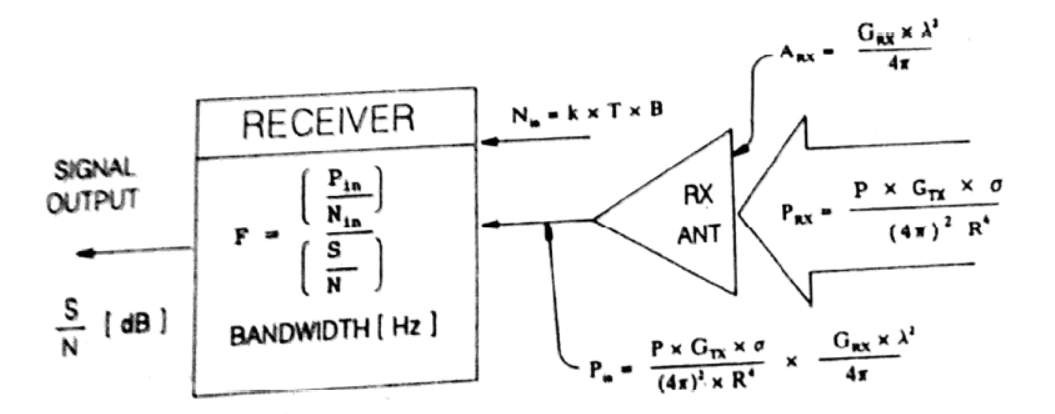 A_RX = G_RX × λ² / 4π
N_in = k × T × B
RECEIVER
SIGNAL
OUTPUT
F = (P_in / N_in) / (S / N)
RX
ANT
P_RX = P × G_TX × σ / (4π)² R⁴
S/N [dB]
BANDWIDTH [Hz]
P_in = P × G_TX × σ / (4π)² × R⁴ × G_RX × λ² / 4π